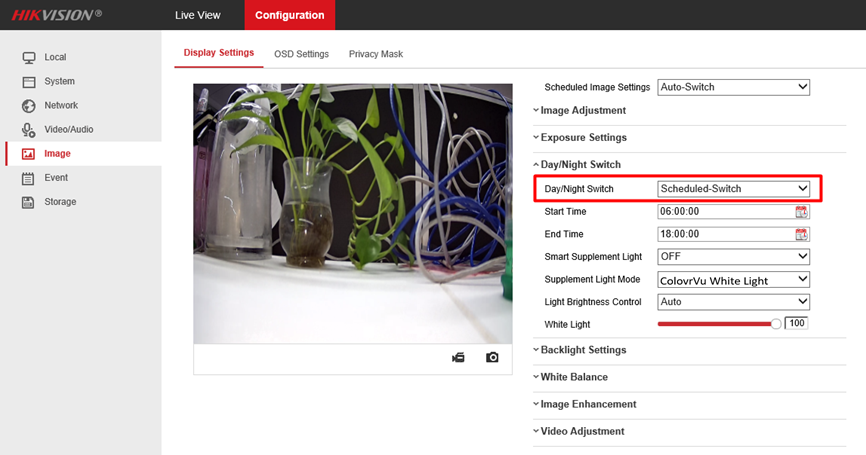 HIKVISION® Live View Configuration
Local
System
Network
Video/Audio
Image
Event
Storage
Display Settings OSD Settings Privacy Mask
Scheduled Image Settings Auto-Switch
Image Adjustment
Exposure Settings
Day/Night Switch
Day/Night Switch Scheduled-Switch
Start Time 06:00:00
End Time 18:00:00
Smart Supplement Light OFF
Supplement Light Mode ColovrVu White Light
Light Brightness Control Auto
White Light 100
Backlight Settings
White Balance
Image Enhancement
Video Adjustment